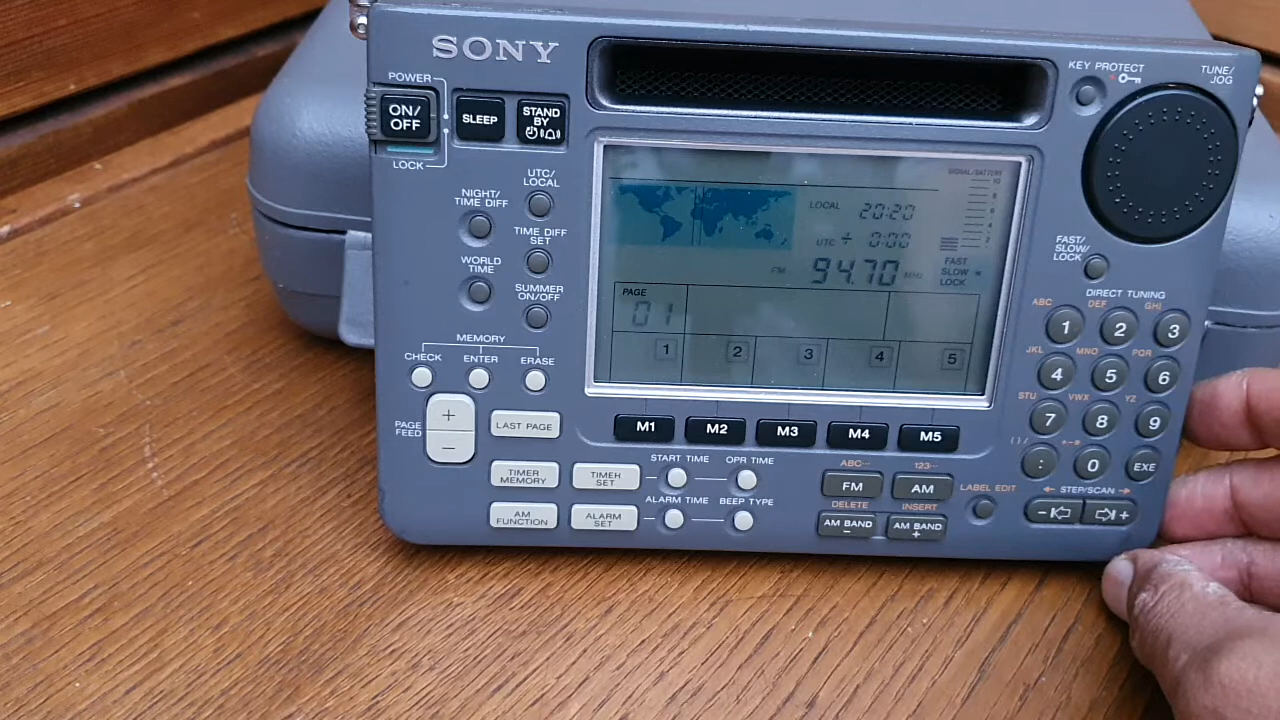 SONY
POWER
ON/
OFF
LOCK
SLEEP
STAND
BY
KEY PROTECT
TUNE/
JOG
NIGHT/
TIME DIFF
UTC/
LOCAL
TIME DIFF
SET
WORLD
TIME
SUMMER
ON/OFF
SIGNAL/BATTERY
10
8
6
4
2
LOCAL 20:20
UTC ÷ 0:00
FM 94.70 MHz
FAST
SLOW
LOCK
PAGE
01
1 2 3 4 5
FAST/
SLOW/
LOCK
DIRECT TUNING
ABC DEF GHI
1 2 3
JKL MNO PQR
4 5 6
STU VWX YZ
7 8 9
( ) / +-=
: 0 EXE
MEMORY
CHECK ENTER ERASE
PAGE
FEED
+
−
LAST PAGE
M1 M2 M3 M4 M5
TIMER
MEMORY
TIMER
SET
START TIME OPR TIME
AM
FUNCTION
ALARM
SET
ALARM TIME BEEP TYPE
ABC··· 123···
FM AM
DELETE INSERT
AM BAND
−
AM BAND
+
LABEL EDIT
← STEP/SCAN →
− +